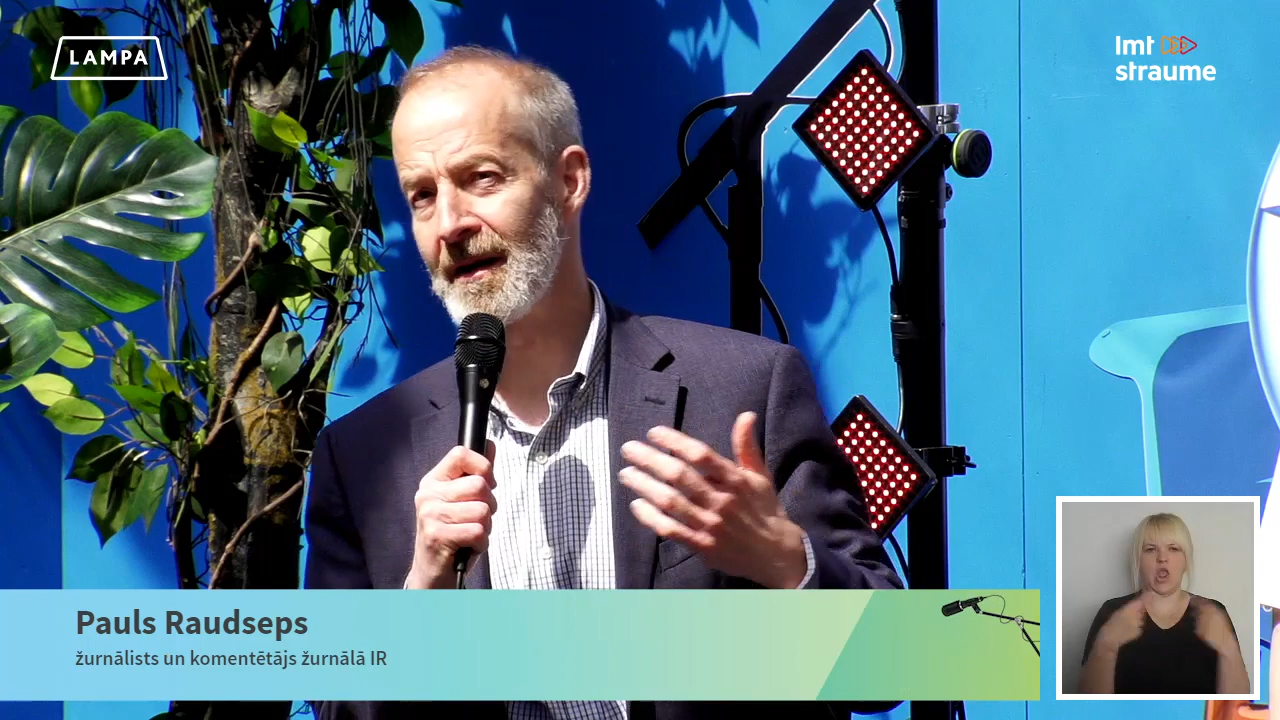 LAMPA
lmt
straume
Pauls Raudseps
žurnālists un komentētājs žurnālā IR